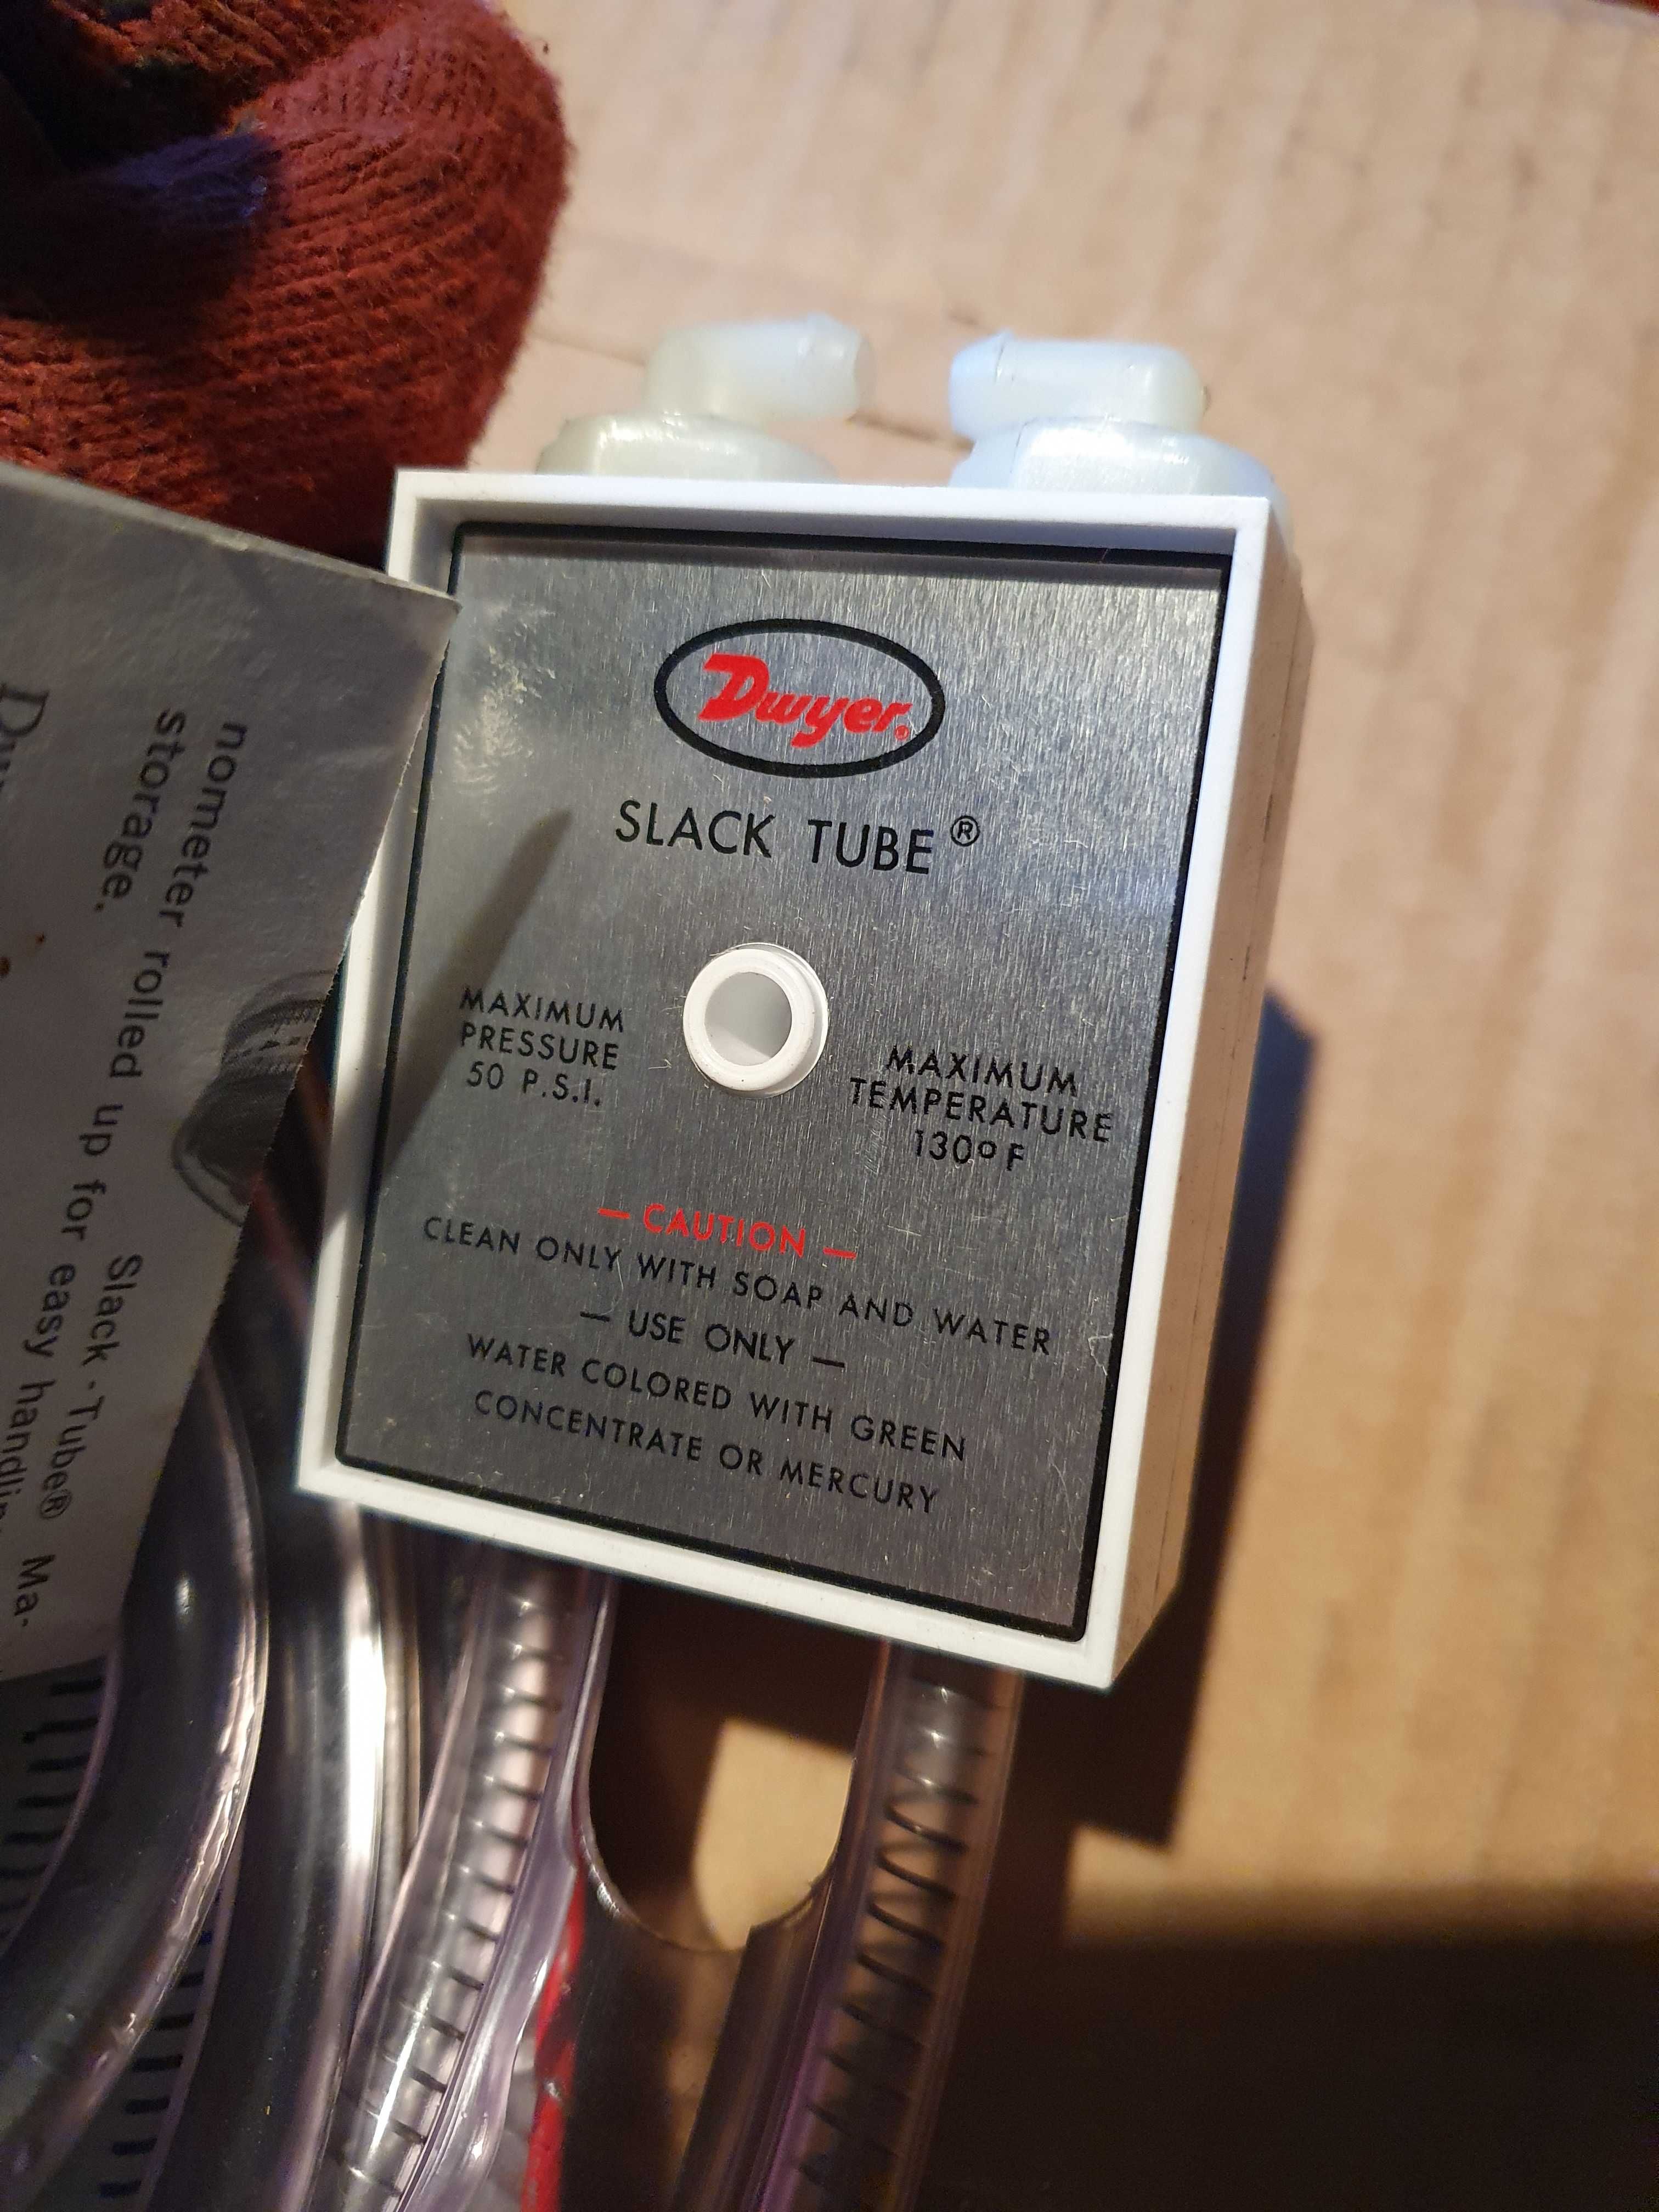 Dwyer®
SLACK TUBE®
MAXIMUM
PRESSURE
50 P.S.I.
MAXIMUM
TEMPERATURE
130º F
— CAUTION —
CLEAN ONLY WITH SOAP AND WATER
— USE ONLY —
WATER COLORED WITH GREEN
CONCENTRATE OR MERCURY
Slack-Tube® Ma-
nometer rolled up for easy handling
storage.